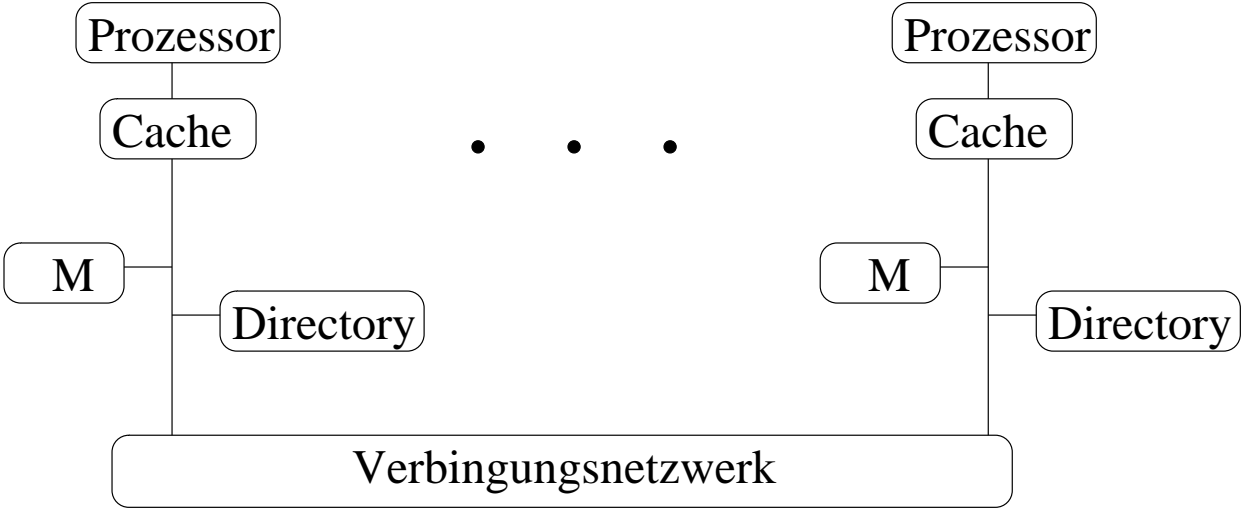 Prozessor
Prozessor
Cache
Cache
M
M
Directory
Directory
Verbingungsnetzwerk